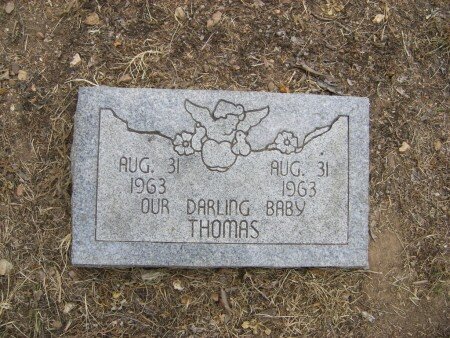 AUG. 31 AUG. 31
1963 1963
OUR DARLING BABY
THOMAS